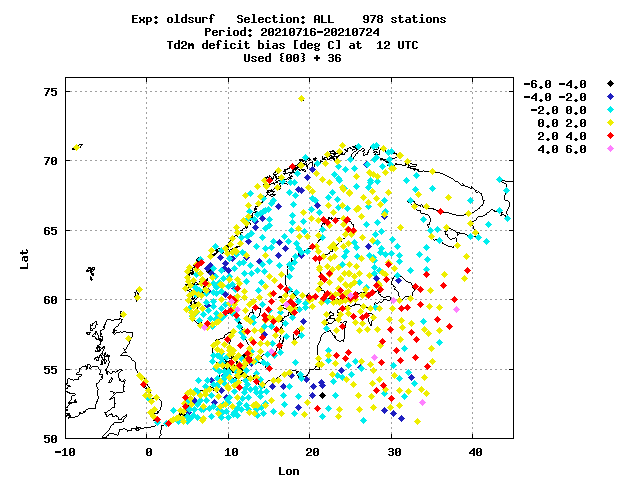 Exp: oldsurf Selection: ALL 978 stations
Period: 20210716-20210724
Td2m deficit bias [deg C] at 12 UTC
Used {00} + 36
-6.0 -4.0
-4.0 -2.0
-2.0 0.0
0.0 2.0
2.0 4.0
4.0 6.0
75
70
65
60
55
50
Lat
-10 0 10 20 30 40
Lon